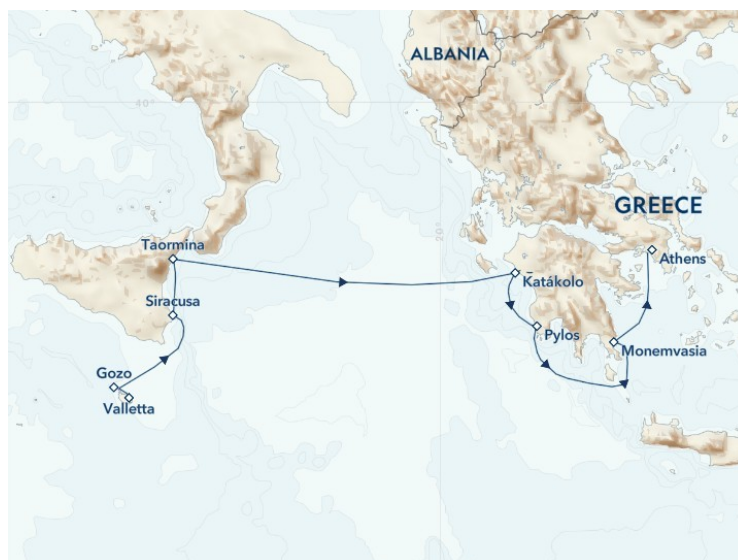 ALBANIA
40°
GREECE
20°
Taormina
Athens
Katákolo
Siracusa
Pylos
Monemvasia
Gozo
Valletta